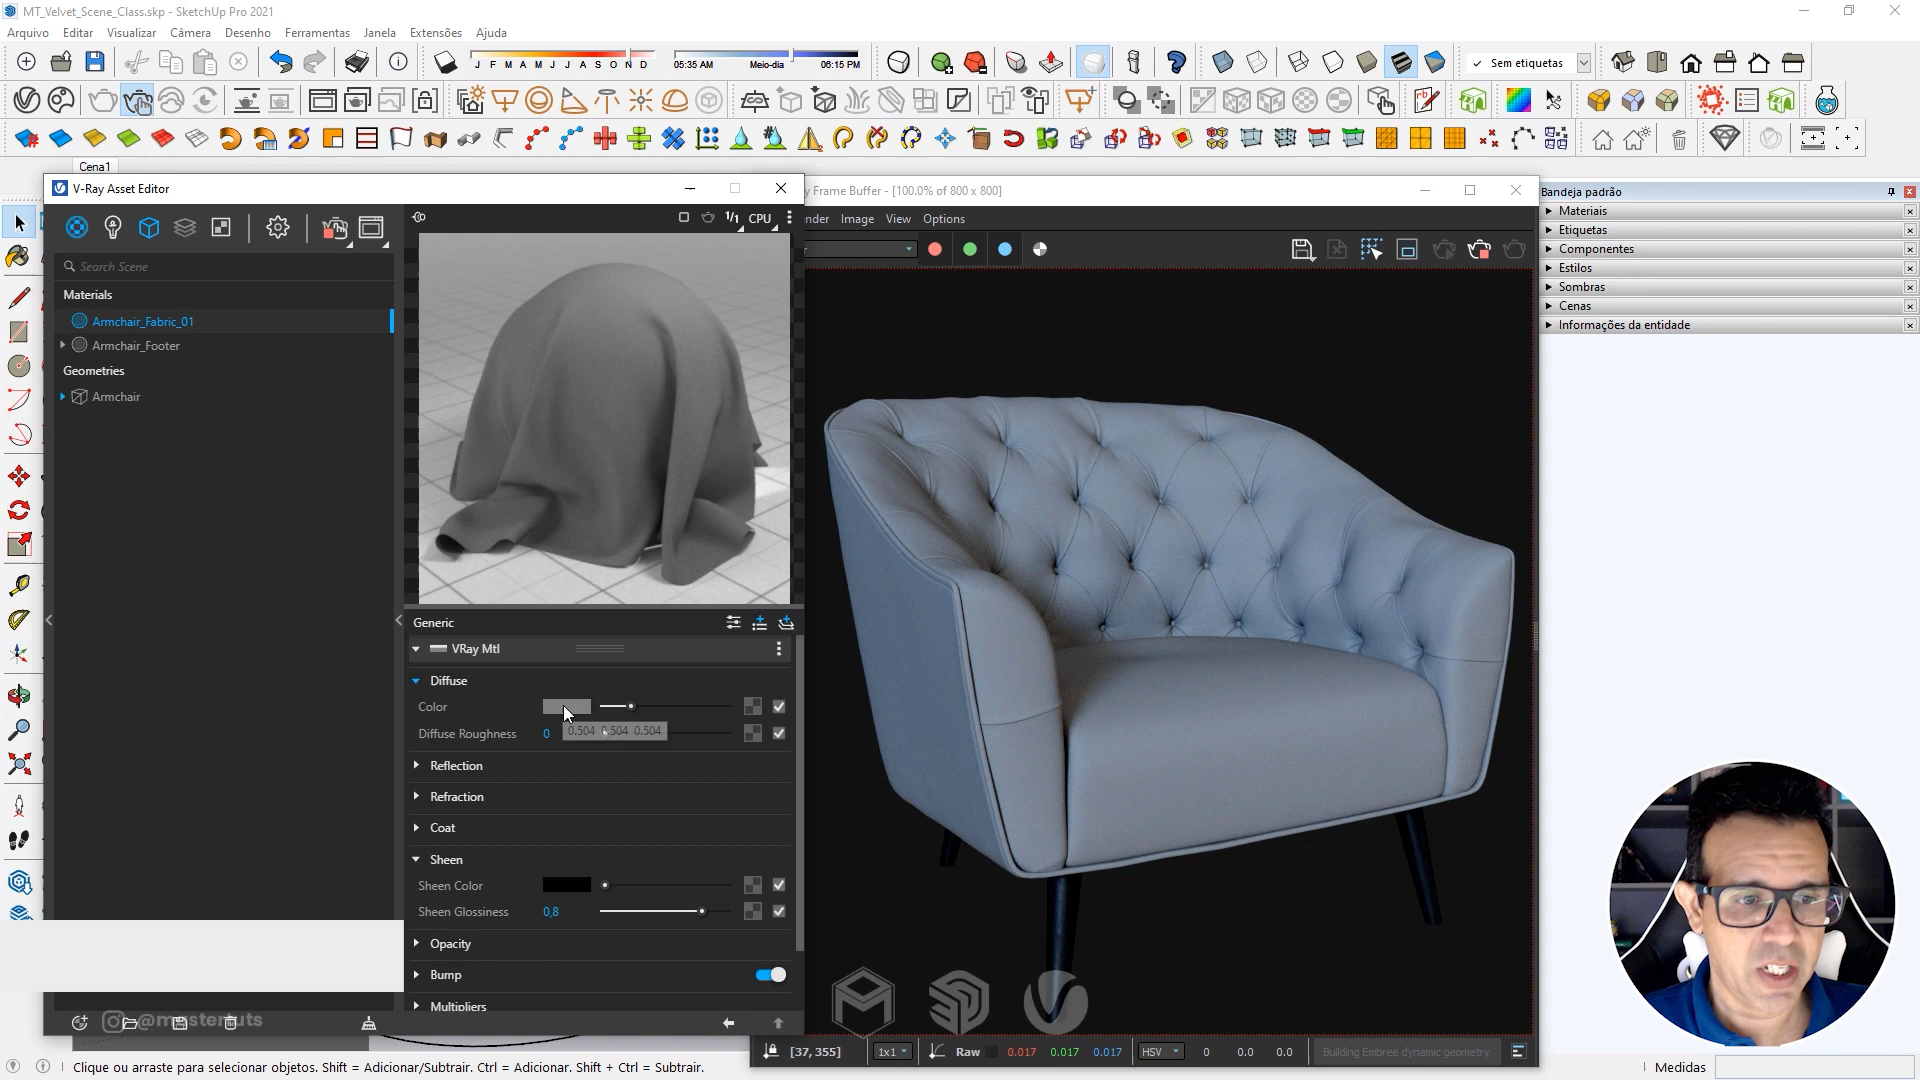 MT_Velvet_Scene_Class.skp - SketchUp Pro 2021
Arquivo Editar Visualizar Câmera Desenho Ferramentas Janela Extensões Ajuda
J F M A M J J A S O N D
05:35 AM Meio-dia 06:15 PM
Sem etiquetas
Cena1
V-Ray Asset Editor
y Frame Buffer - [100.0% of 800 x 800]
Bandeja padrão
Materiais
Etiquetas
Componentes
Estilos
Sombras
Cenas
Informações da entidade
1/1 CPU
nder Image View Options
Search Scene
Materials
Armchair_Fabric_01
Armchair_Footer
Geometries
Armchair
Generic
VRay Mtl
Diffuse
Color
0.504 0.504 0.504
Diffuse Roughness 0
Reflection
Refraction
Coat
Sheen
Sheen Color
Sheen Glossiness 0,8
Opacity
Bump
Multipliers
@masternuts
[37, 355] 1x1 Raw 0.017 0.017 0.017 HSV 0 0.0 0.0 Building Embree dynamic geometry
Clique ou arraste para selecionar objetos. Shift = Adicionar/Subtrair. Ctrl = Adicionar. Shift + Ctrl = Subtrair.
Medidas